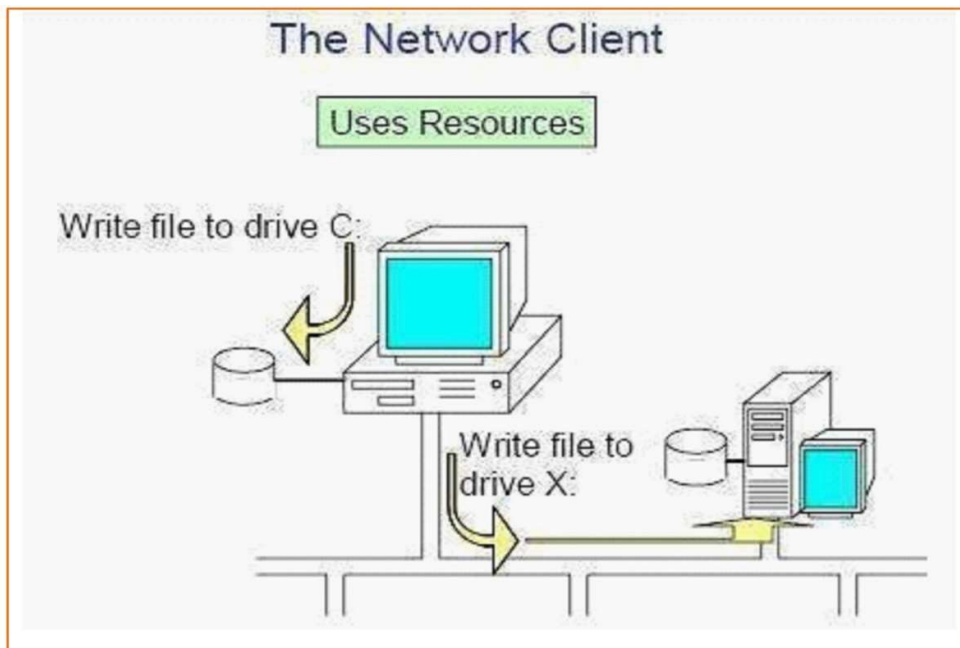 The Network Client
Uses Resources
Write file to drive C:
Write file to
drive X: